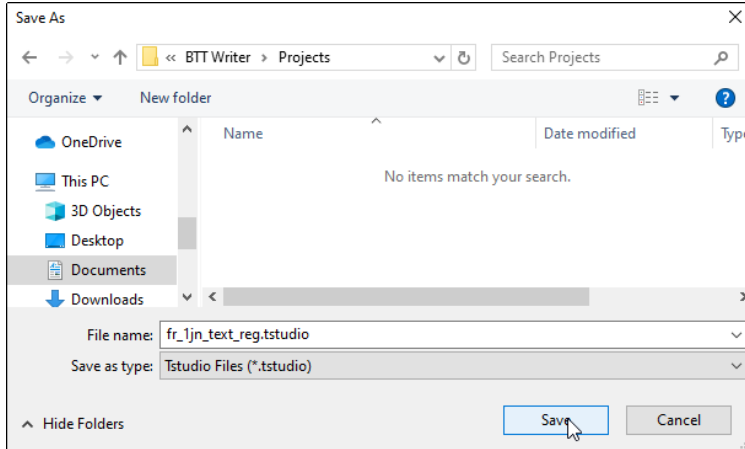 Save As
« BTT Writer > Projects
Search Projects
Organize
New folder
?
Name
Date modified
Type
OneDrive
No items match your search.
This PC
3D Objects
Desktop
Documents
Downloads
File name: fr_1jn_text_reg.tstudio
Save as type: Tstudio Files (*.tstudio)
Hide Folders
Save
Cancel